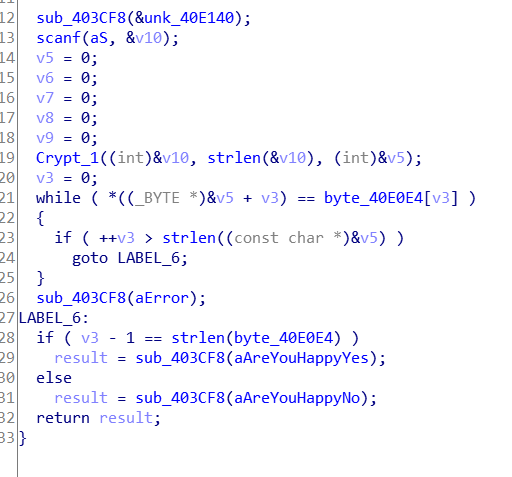 12 sub_403CF8(&unk_40E140);
13 scanf(aS, &v10);
14 v5 = 0;
15 v6 = 0;
16 v7 = 0;
17 v8 = 0;
18 v9 = 0;
19 Crypt_1((int)&v10, strlen(&v10), (int)&v5);
20 v3 = 0;
21 while ( *((_BYTE *)&v5 + v3) == byte_40E0E4[v3] )
22 {
23 if ( ++v3 > strlen((const char *)&v5) )
24 goto LABEL_6;
25 }
26 sub_403CF8(aError);
27 LABEL_6:
28 if ( v3 - 1 == strlen(byte_40E0E4) )
29 result = sub_403CF8(aAreYouHappyYes);
30 else
31 result = sub_403CF8(aAreYouHappyNo);
32 return result;
33 }